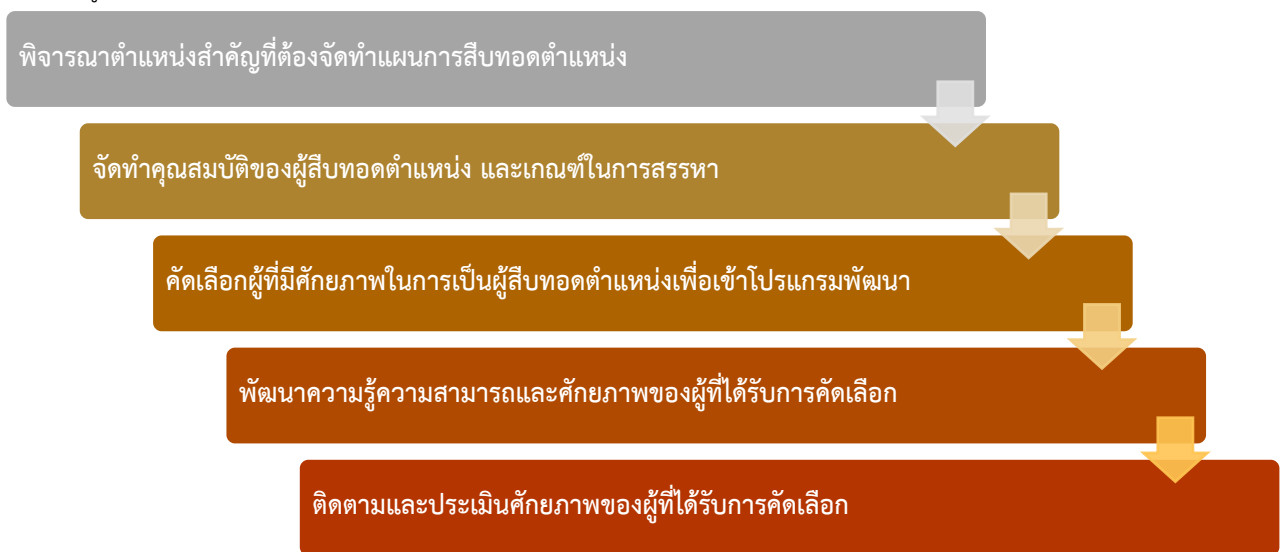 พิจารณาตำแหน่งสำคัญที่ต้องจัดทำแผนการสืบทอดตำแหน่ง
จัดทำคุณสมบัติของผู้สืบทอดตำแหน่ง และเกณฑ์ในการสรรหา
คัดเลือกผู้ที่มีศักยภาพในการเป็นผู้สืบทอดตำแหน่งเพื่อเข้าโปรแกรมพัฒนา
พัฒนาความรู้ความสามารถและศักยภาพของผู้ที่ได้รับการคัดเลือก
ติดตามและประเมินศักยภาพของผู้ที่ได้รับการคัดเลือก